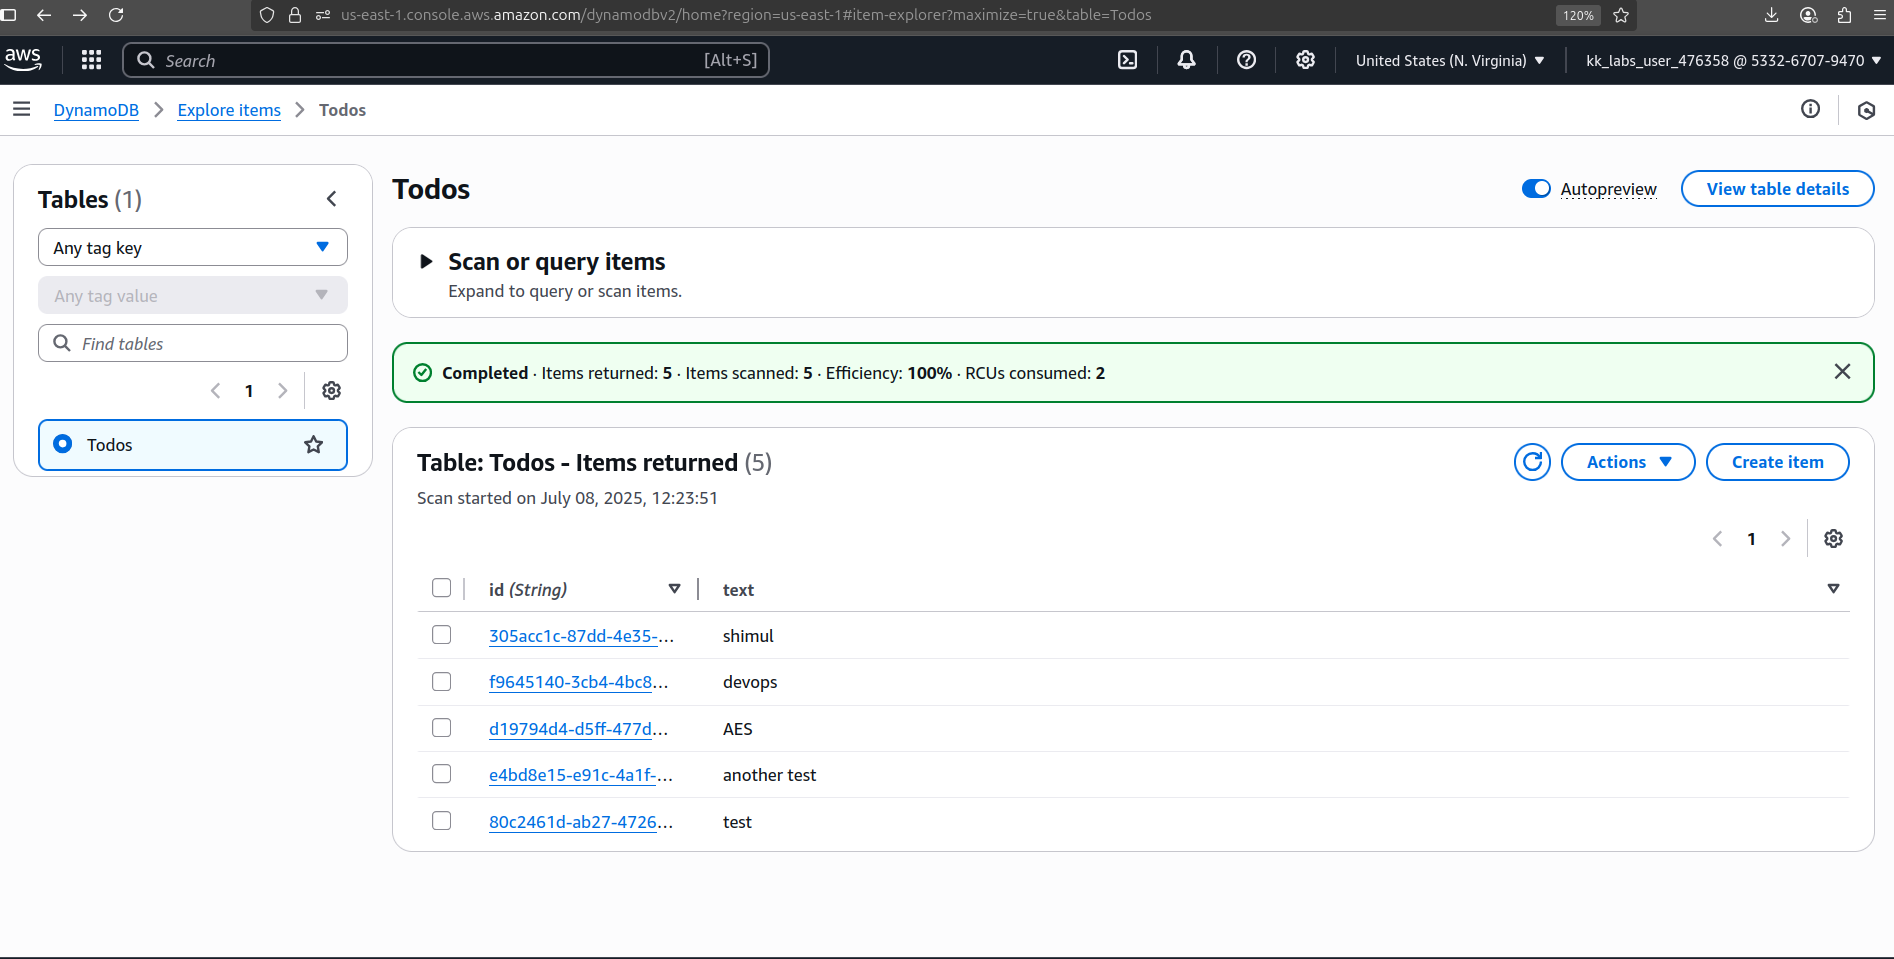 us-east-1.console.aws.amazon.com/dynamodbv2/home?region=us-east-1#item-explorer?maximize=true&table=Todos
120%
aws
Search
[Alt+S]
United States (N. Virginia)
kk_labs_user_476358 @ 5332-6707-9470
DynamoDB
Explore items
Todos
Tables (1)
Any tag key
Any tag value
Find tables
1
Todos
Todos
Autopreview
View table details
Scan or query items
Expand to query or scan items.
Completed · Items returned: 5 · Items scanned: 5 · Efficiency: 100% · RCUs consumed: 2
Table: Todos - Items returned (5)
Actions
Create item
Scan started on July 08, 2025, 12:23:51
1
id (String) text
305acc1c-87dd-4e35-... shimul
f9645140-3cb4-4bc8... devops
d19794d4-d5ff-477d... AES
e4bd8e15-e91c-4a1f-... another test
80c2461d-ab27-4726... test